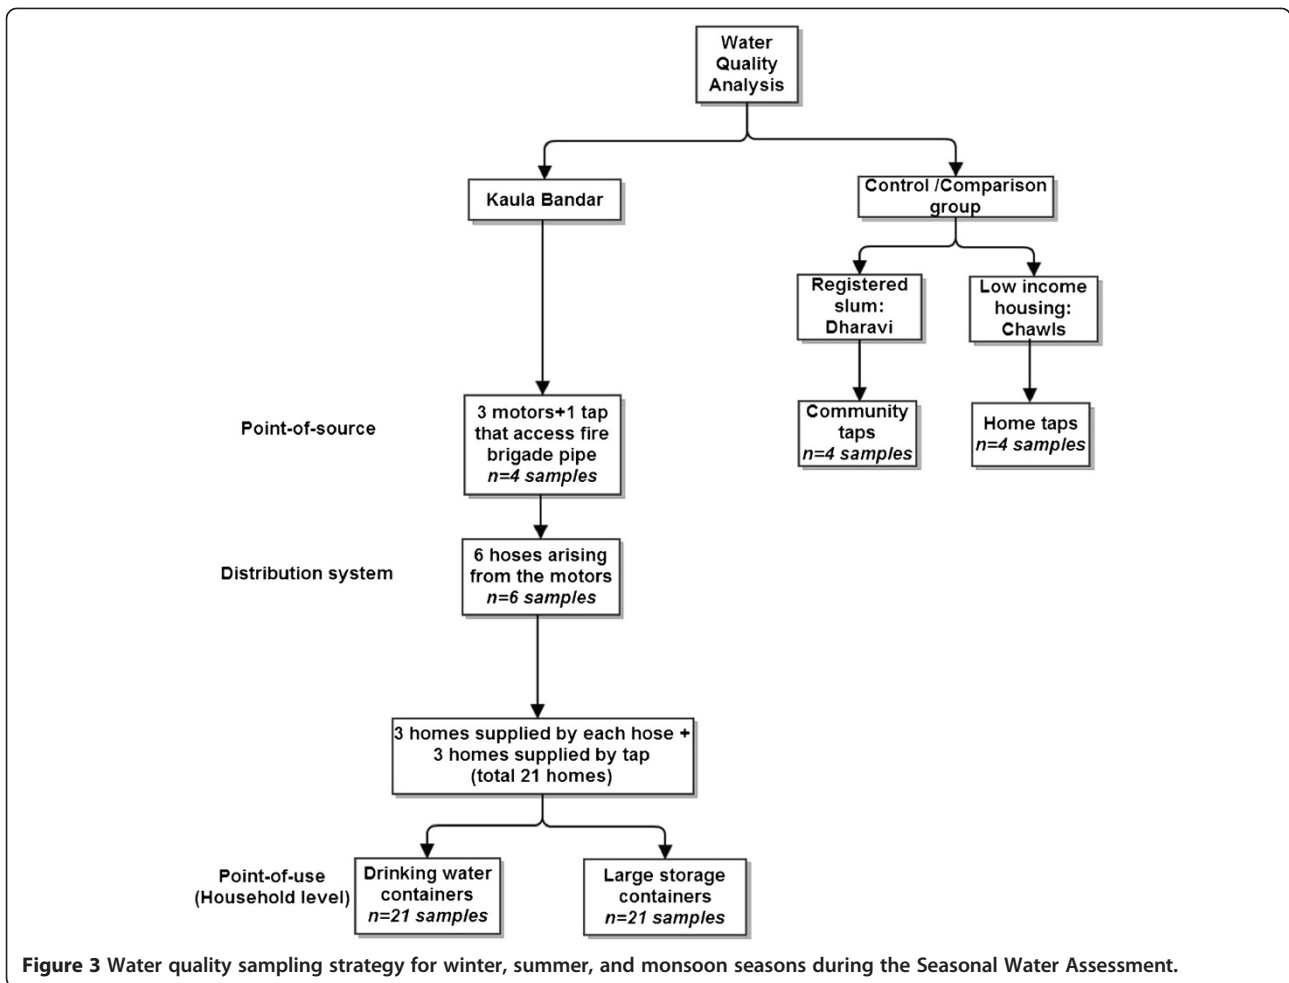 Water
Quality
Analysis
Kaula Bandar
Control /Comparison
group
Registered
slum:
Dharavi
Low income
housing:
Chawls
Point-of-source
3 motors+1 tap
that access fire
brigade pipe
n=4 samples
Community
taps
n=4 samples
Home taps
n=4 samples
Distribution system
6 hoses arising
from the motors
n=6 samples
3 homes supplied by each hose +
3 homes supplied by tap
(total 21 homes)
Point-of-use
(Household level)
Drinking water
containers
n=21 samples
Large storage
containers
n=21 samples
Figure 3 Water quality sampling strategy for winter, summer, and monsoon seasons during the Seasonal Water Assessment.